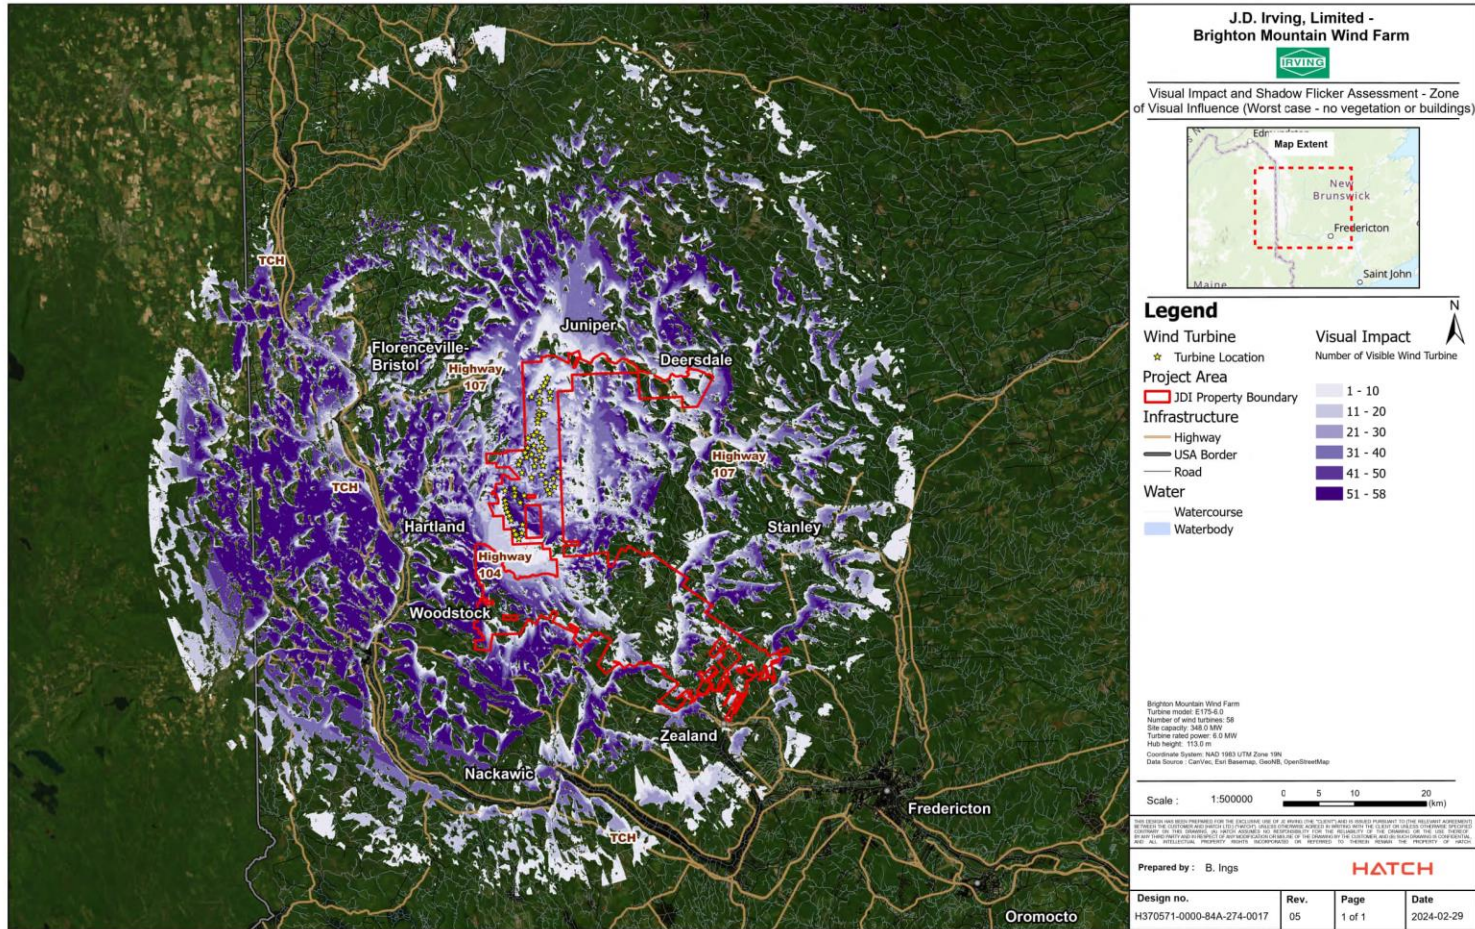 J.D. Irving, Limited -
Brighton Mountain Wind Farm
IRVING
Visual Impact and Shadow Flicker Assessment - Zone
of Visual Influence (Worst case - no vegetation or buildings)
Edmundston
Map Extent
New
Brunswick
Fredericton
Saint John
Maine
Legend
N
Wind Turbine
Turbine Location
Project Area
JDI Property Boundary
Infrastructure
Highway
USA Border
Road
Water
Watercourse
Waterbody
Visual Impact
Number of Visible Wind Turbine
1 - 10
11 - 20
21 - 30
31 - 40
41 - 50
51 - 58
TCH
Juniper
Florenceville-
Bristol
Highway
107
Deersdale
Highway
107
TCH
Hartland
Stanley
Highway
104
Woodstock
Zealand
Nackawic
Fredericton
TCH
Oromocto
Brighton Mountain Wind Farm
Turbine model: E175-6.0
Number of wind turbines: 58
Site capacity: 348.0 MW
Turbine rated power: 6.0 MW
Hub height: 113.0 m
Coordinate System: NAD 1983 UTM Zone 19N
Data Source : CanVec, Esri Basemap, GeoNB, OpenStreetMap
Scale : 1:500000
0 5 10 20
(km)
Prepared by : B. Ings
HATCH
Design no. Rev. Page Date
H370571-0000-84A-274-0017 05 1 of 1 2024-02-29